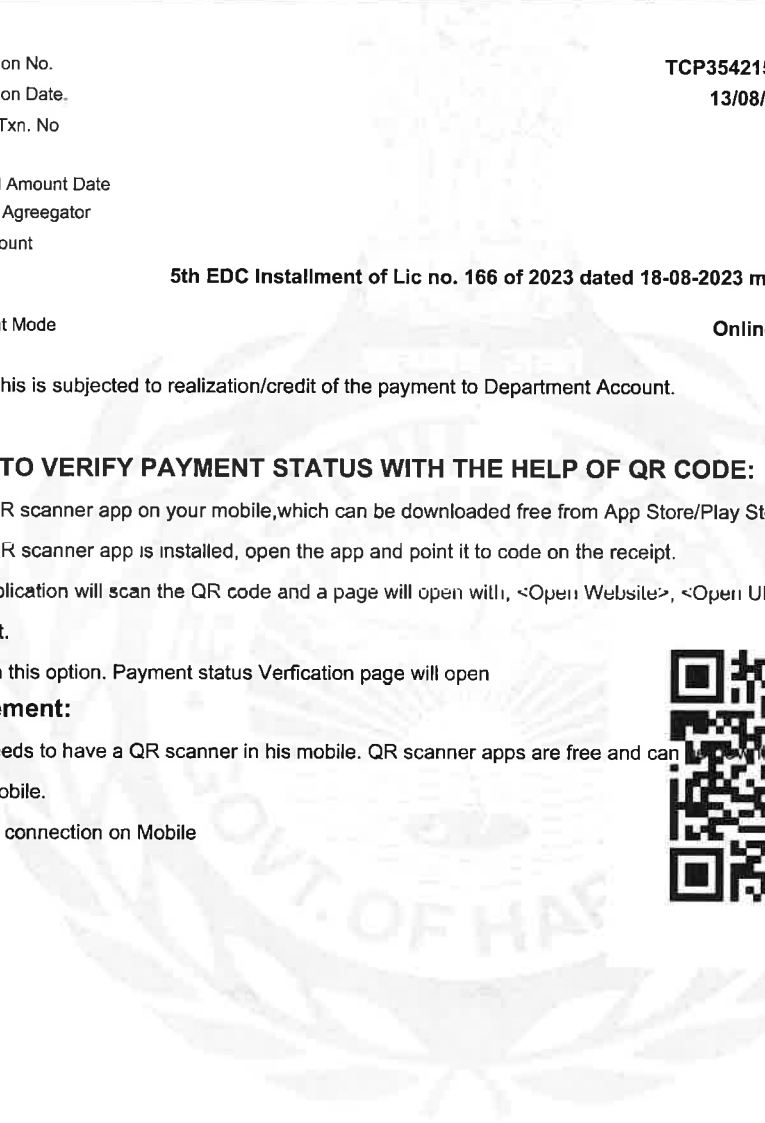 on No.
TCP354215
on Date.
13/08/
Txn. No
Amount Date
Agreegator
ount
5th EDC Installment of Lic no. 166 of 2023 dated 18-08-2023 m
t Mode
Onlin
his is subjected to realization/credit of the payment to Department Account.
TO VERIFY PAYMENT STATUS WITH THE HELP OF QR CODE:
R scanner app on your mobile,which can be downloaded free from App Store/Play St
R scanner app is installed, open the app and point it to code on the receipt.
plication will scan the QR code and a page will open with, <Open Website>, <Open U
t.
this option. Payment status Verfication page will open
ement:
eds to have a QR scanner in his mobile. QR scanner apps are free and can
obile.
connection on Mobile
GOVT. OF HAR